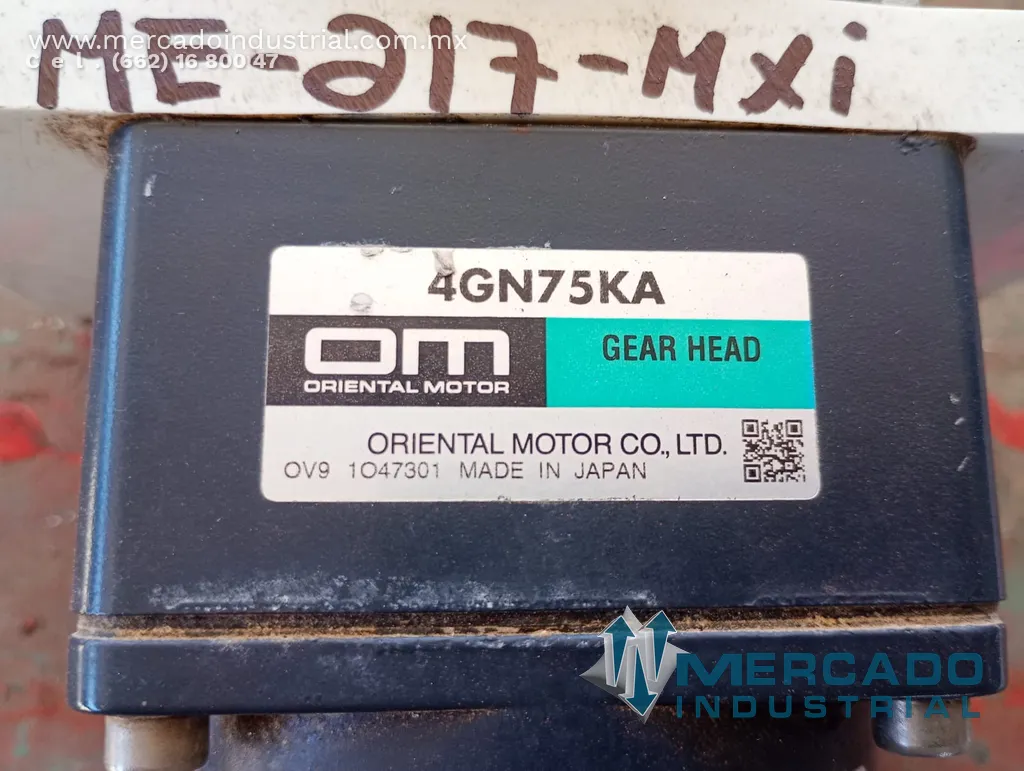 www.mercadoindustrial.com.mx
cel. (662) 16 800 47
ME-217-MXi
4GN75KA
OM
ORIENTAL MOTOR
GEAR HEAD
ORIENTAL MOTOR CO., LTD.
OV9 1O47301 MADE IN JAPAN
MERCADO
INDUSTRIAL